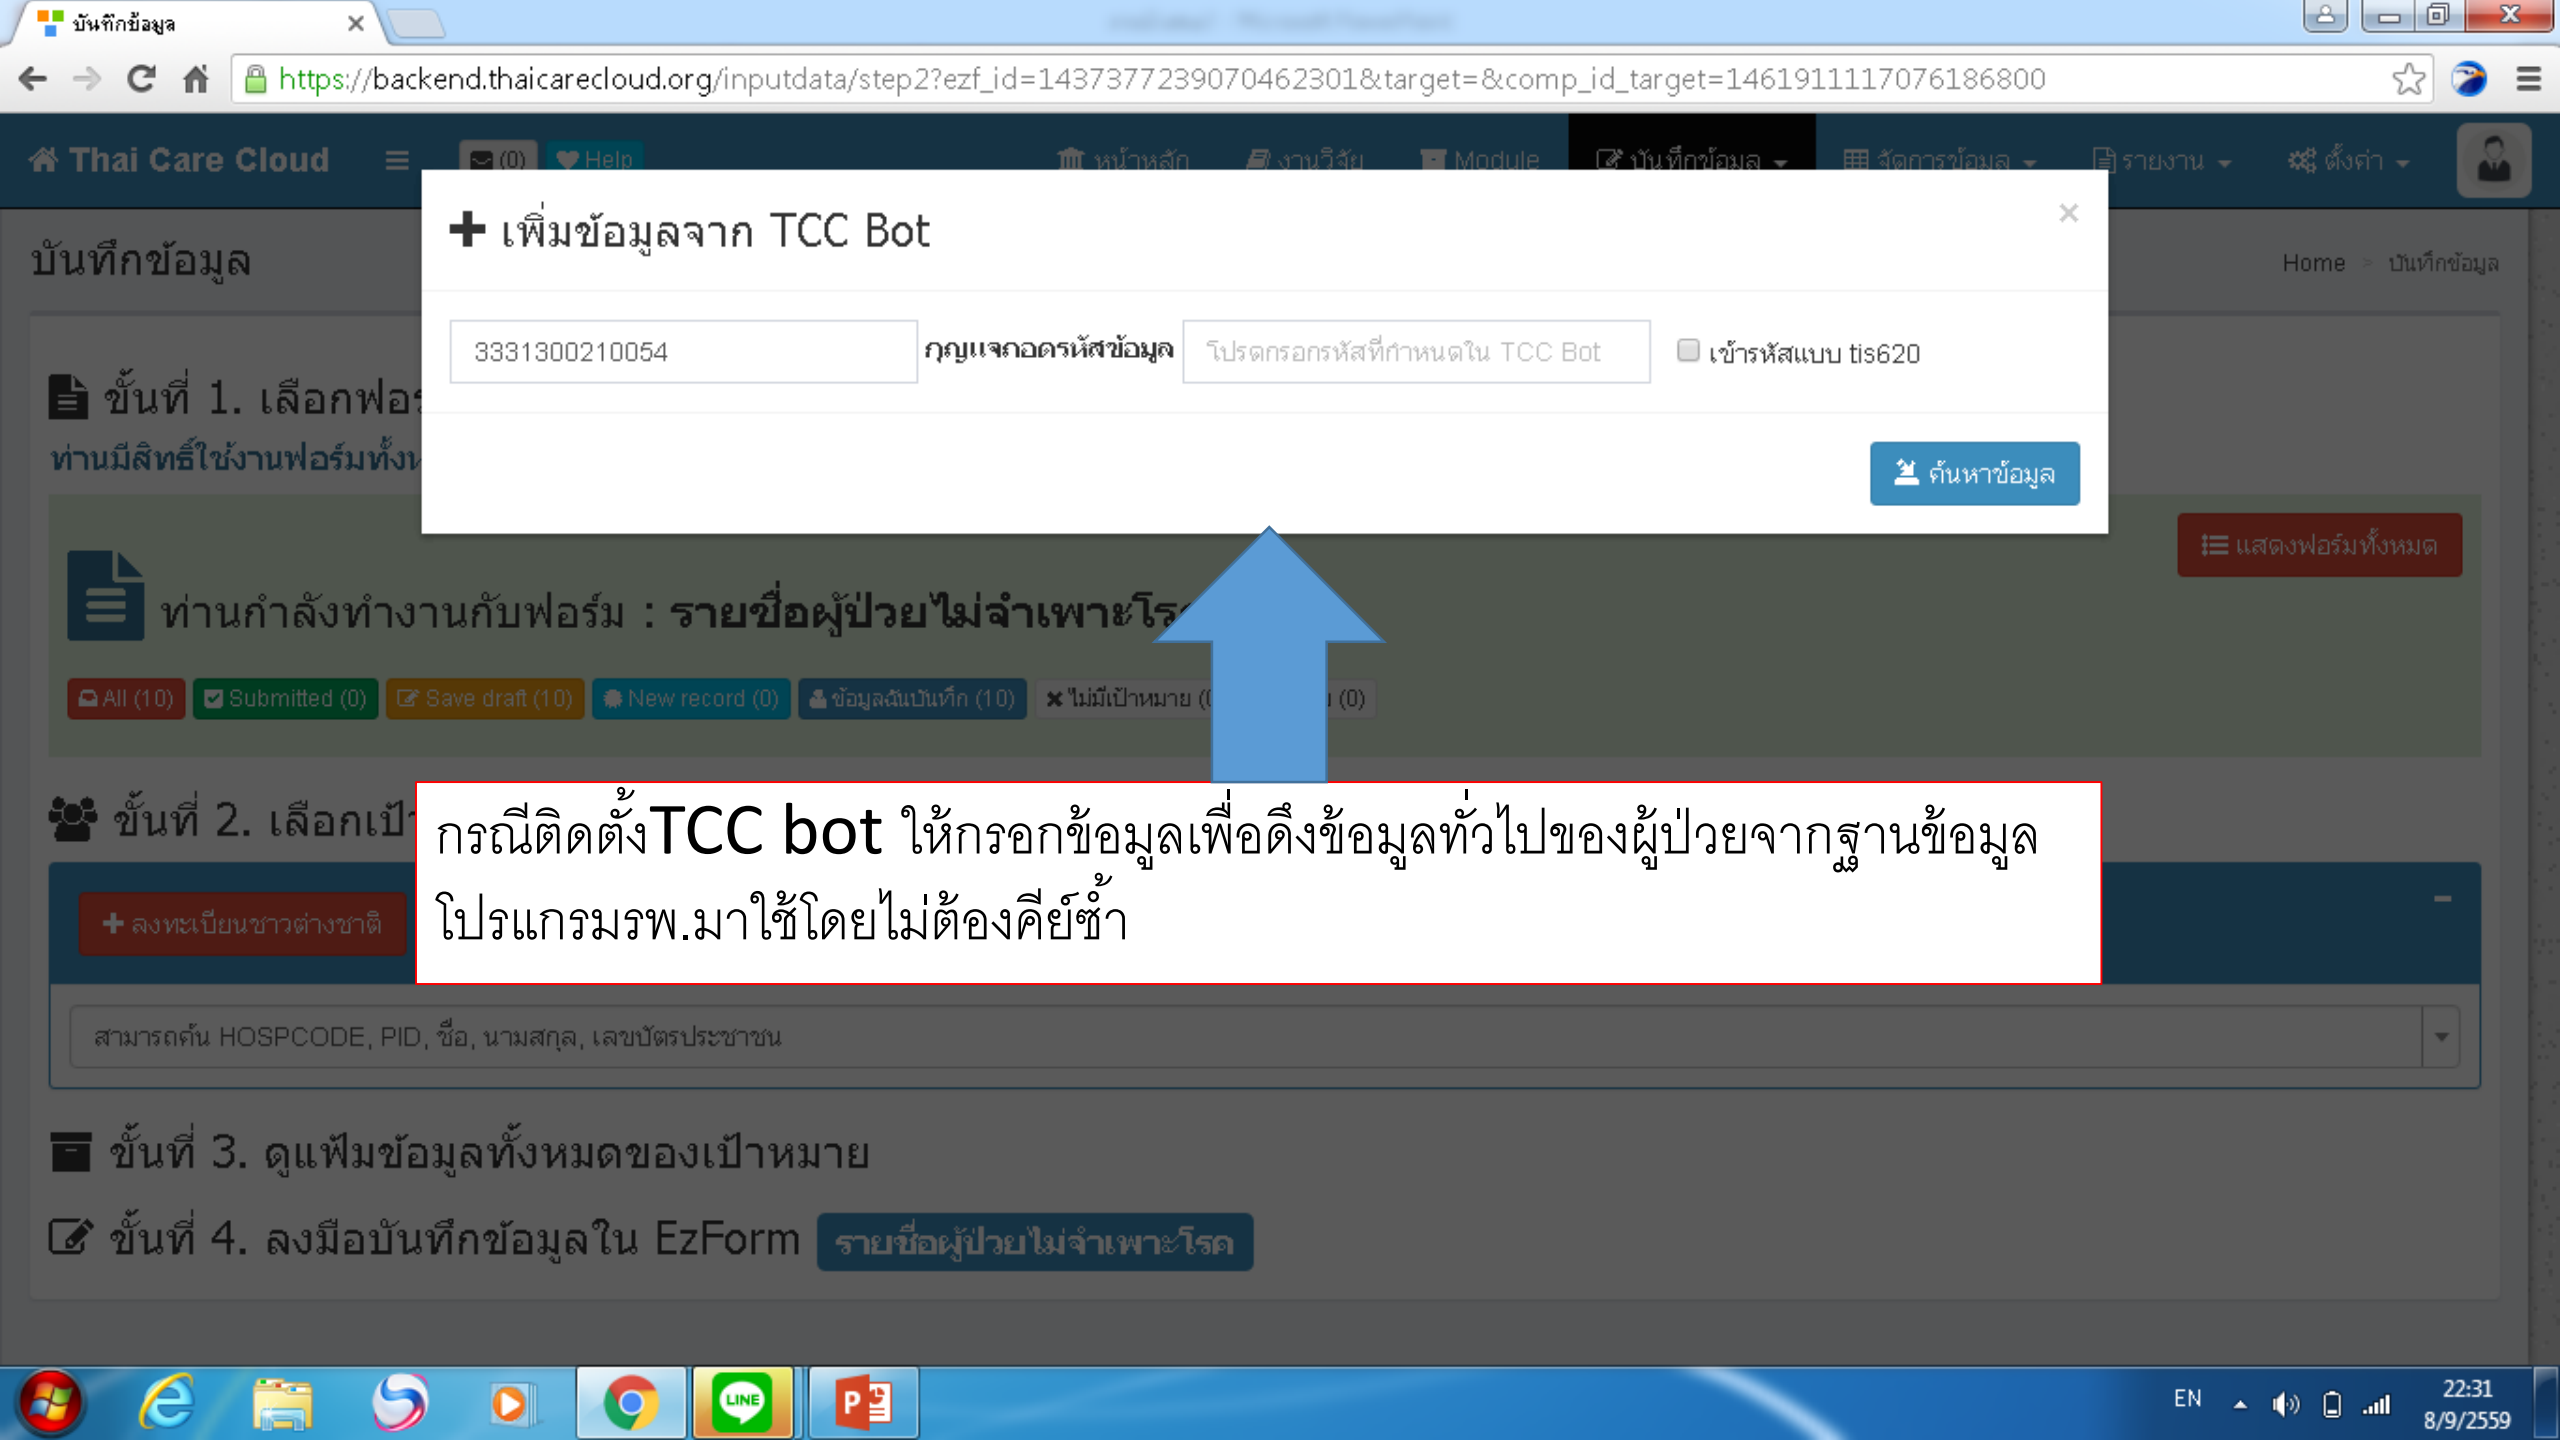 บันทึกข้อมูล
https://backend.thaicarecloud.org/inputdata/step2?ezf_id=1437377239070462301&target=&comp_id_target=1461911117076186800
Thai Care Cloud (0) Help หน้าหลัก งานวิจัย Module บันทึกข้อมูล จัดการข้อมูล รายงาน ตั้งค่า
เพิ่มข้อมูลจาก TCC Bot ×
บันทึกข้อมูล Home > บันทึกข้อมูล
3331300210054 กุญแจถอดรหัสข้อมูล โปรดกรอกรหัสที่กำหนดใน TCC Bot เข้ารหัสแบบ tis620
ขั้นที่ 1. เลือกฟอร์
ท่านมีสิทธิ์ใช้งานฟอร์มทั้งห
ค้นหาข้อมูล
แสดงฟอร์มทั้งหมด
ท่านกำลังทำงานกับฟอร์ม : รายชื่อผู้ป่วยไม่จำเพาะโรค
All (10) Submitted (0) Save draft (10) New record (0) ข้อมูลฉันบันทึก (10) ไม่มีเป้าหมาย (0 (0)
ขั้นที่ 2. เลือกเป้า
กรณีติดตั้งTCC bot ให้กรอกข้อมูลเพื่อดึงข้อมูลทั่วไปของผู้ป่วยจากฐานข้อมูล
โปรแกรมรพ.มาใช้โดยไม่ต้องคีย์ซ้ำ
ลงทะเบียนชาวต่างชาติ
สามารถค้น HOSPCODE, PID, ชื่อ, นามสกุล, เลขบัตรประชาชน
ขั้นที่ 3. ดูแฟ้มข้อมูลทั้งหมดของเป้าหมาย
ขั้นที่ 4. ลงมือบันทึกข้อมูลใน EzForm รายชื่อผู้ป่วยไม่จำเพาะโรค
LINE
EN 22:31
8/9/2559